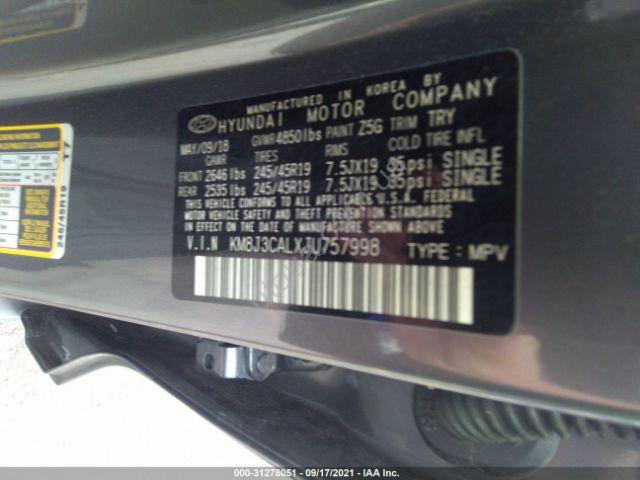 MANUFACTURED IN KOREA BY
HYUNDAI MOTOR COMPANY
MAY/09/18 GVWR 4850lbs PAINT Z5G TRIM TRY
GAWR TIRES RIMS COLD TIRE INFL
FRONT 2646lbs 245/45R19 7.5JX19 35psi SINGLE
REAR 2535lbs 245/45R19 7.5JX19 35psi SINGLE
THIS VEHICLE CONFORMS TO ALL APPLICABLE U.S.A. FEDERAL
MOTOR VEHICLE SAFETY AND THEFT PREVENTION STANDARDS
IN EFFECT ON THE DATE OF MANUFACTURE SHOWN ABOVE.
V.I.N KM8J3CALXJU757998 TYPE: MPV
245/45R19
000-31278051 - 09/17/2021 - IAA Inc.